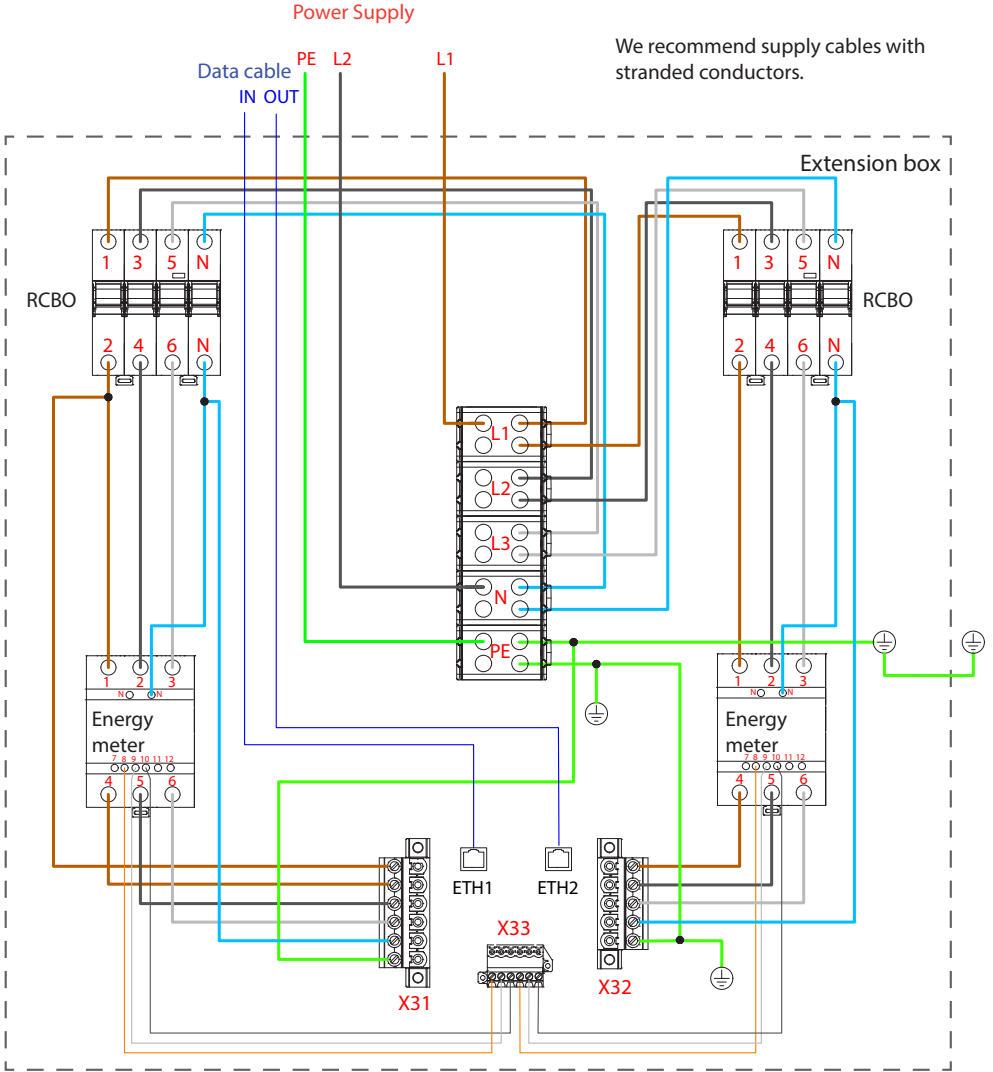 Power Supply
We recommend supply cables with
stranded conductors.
PE L2 L1
Data cable
IN OUT
Extension box
1 3 5 N
1 3 5 N
RCBO
RCBO
2 4 6 N
2 4 6 N
L1
L2
L3
N
PE
1 2 3
N N
Energy
meter
7 8 9 10 11 12
4 5 6
1 2 3
N N
Energy
meter
7 8 9 10 11 12
4 5 6
ETH1
ETH2
X33
X31
X32